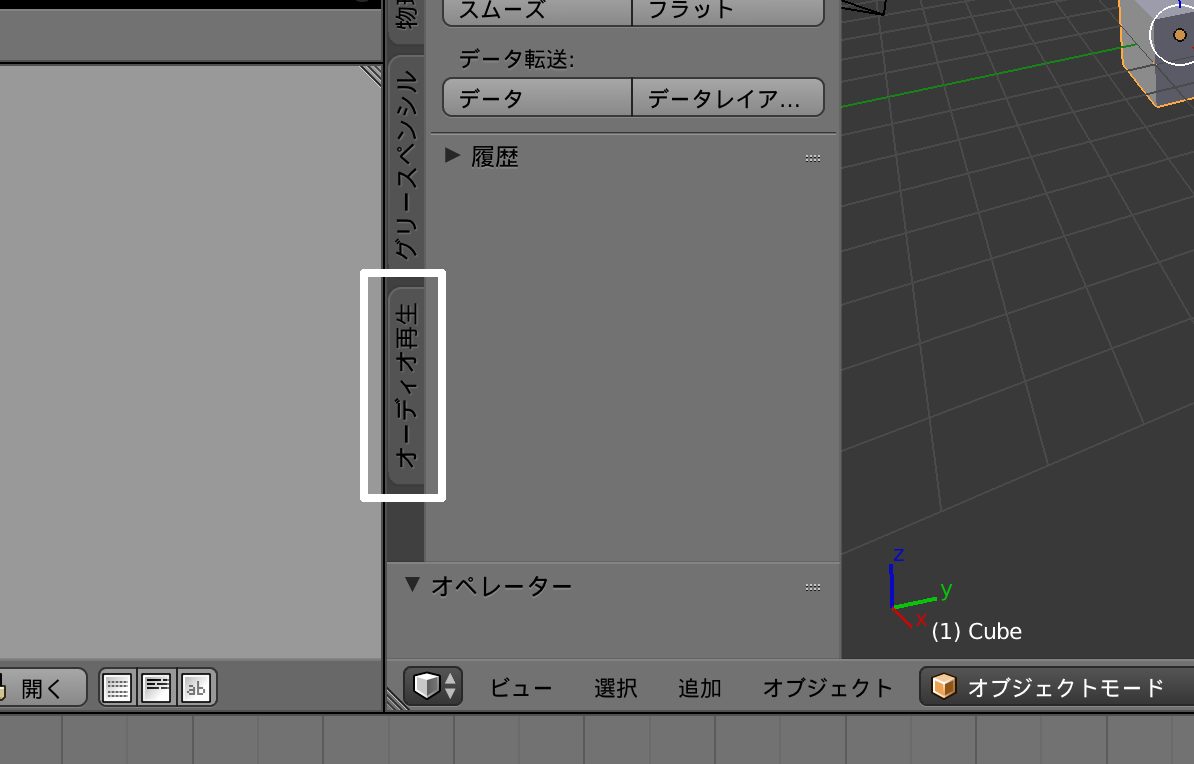 スムーズ フラット
データ転送:
データ データレイア...
履歴
グリースペンシル
オーディオ再生
オペレーター
z
y
x
(1) Cube
開く ab ビュー 選択 追加 オブジェクト オブジェクトモード